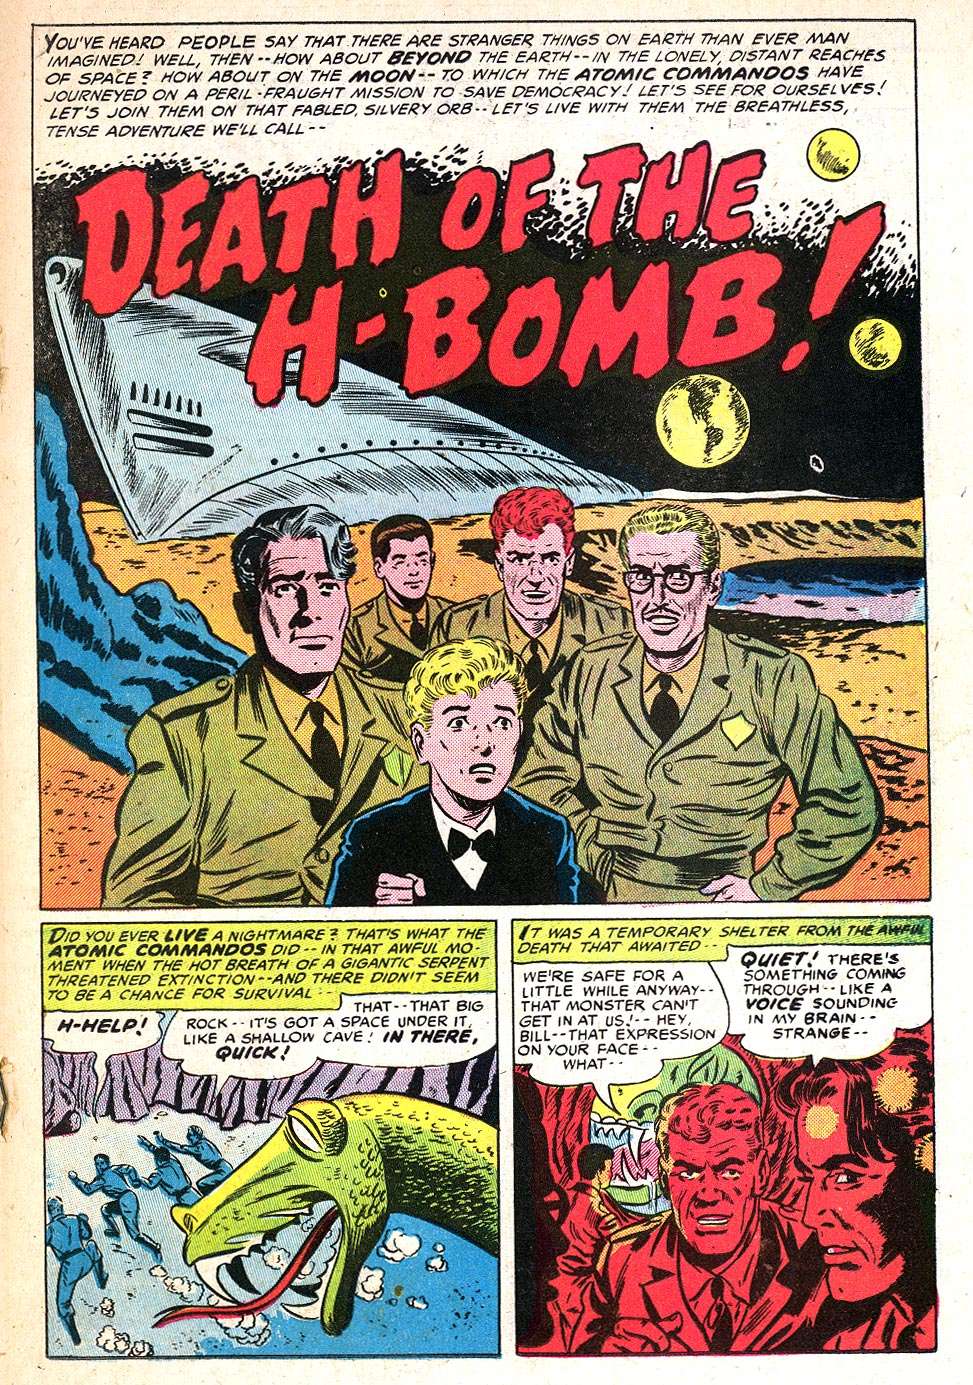 YOU'VE HEARD PEOPLE SAY THAT THERE ARE STRANGER THINGS ON EARTH THAN EVER MAN
IMAGINED! WELL, THEN--HOW ABOUT BEYOND THE EARTH--IN THE LONELY, DISTANT REACHES
OF SPACE? HOW ABOUT ON THE MOON--TO WHICH THE ATOMIC COMMANDOS HAVE
JOURNEYED ON A PERIL-FRAUGHT MISSION TO SAVE DEMOCRACY! LET'S SEE FOR OURSELVES!
LET'S JOIN THEM ON THAT FABLED, SILVERY ORB--LET'S LIVE WITH THEM THE BREATHLESS,
TENSE ADVENTURE WE'LL CALL--
DEATH OF THE
H-BOMB!
DID YOU EVER LIVE A NIGHTMARE? THAT'S WHAT THE
ATOMIC COMMANDOS DID--IN THAT AWFUL MO-
MENT WHEN THE HOT BREATH OF A GIGANTIC SERPENT
THREATENED EXTINCTION--AND THERE DIDN'T SEEM
TO BE A CHANCE FOR SURVIVAL--
H-HELP!
THAT--THAT BIG
ROCK--IT'S GOT A SPACE UNDER IT,
LIKE A SHALLOW CAVE! IN THERE,
QUICK!
IT WAS A TEMPORARY SHELTER FROM THE AWFUL
DEATH THAT AWAITED--
WE'RE SAFE FOR A
LITTLE WHILE ANYWAY--
THAT MONSTER CAN'T
GET IN AT US!--HEY,
BILL--THAT EXPRESSION
ON YOUR FACE--
WHAT--
QUIET! THERE'S
SOMETHING COMING
THROUGH--LIKE A
VOICE SOUNDING
IN MY BRAIN--
STRANGE--